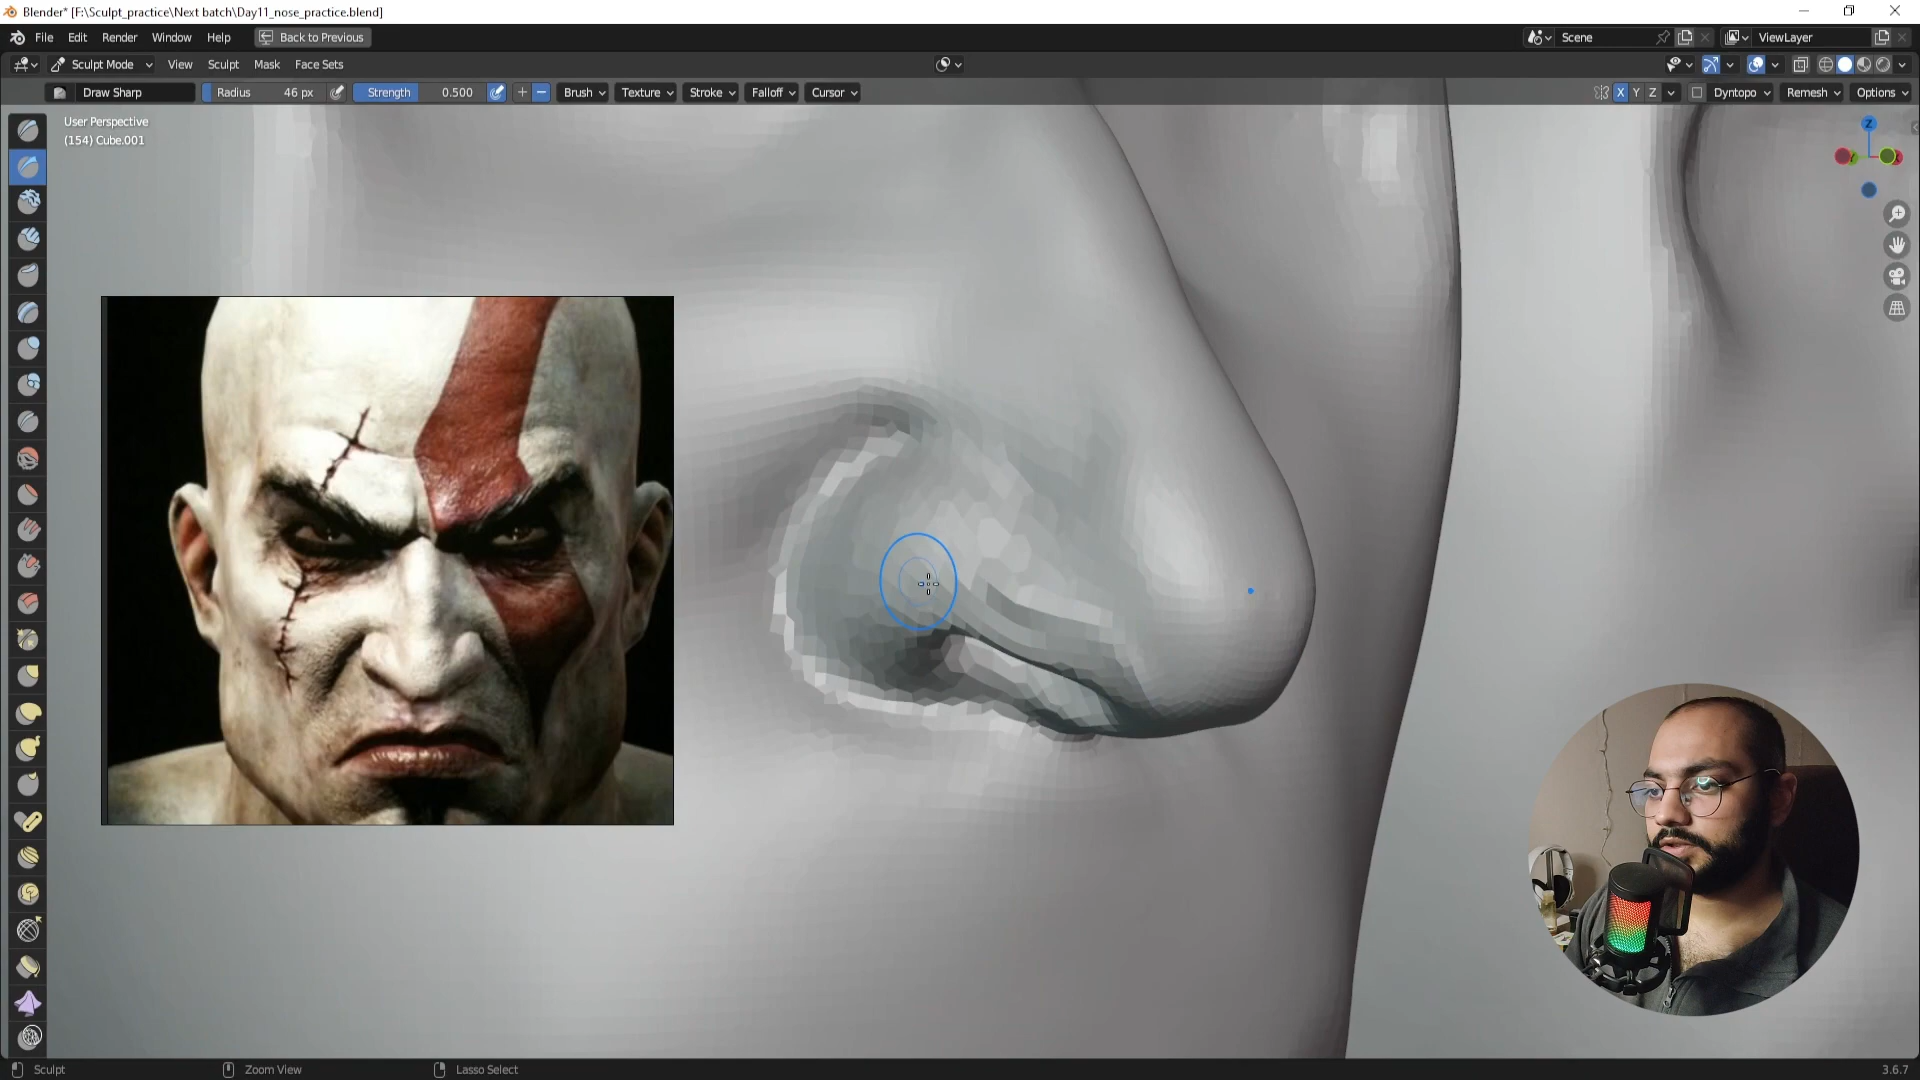 Blender* [F:\Sculpt_practice\Next batch\Day11_nose_practice.blend]
File Edit Render Window Help Back to Previous Scene ViewLayer
Sculpt Mode View Sculpt Mask Face Sets
Draw Sharp Radius 46 px Strength 0.500 Brush Texture Stroke Falloff Cursor X Y Z Dyntopo Remesh Options
User Perspective
(154) Cube.001
Z
Sculpt Zoom View Lasso Select 3.6.7